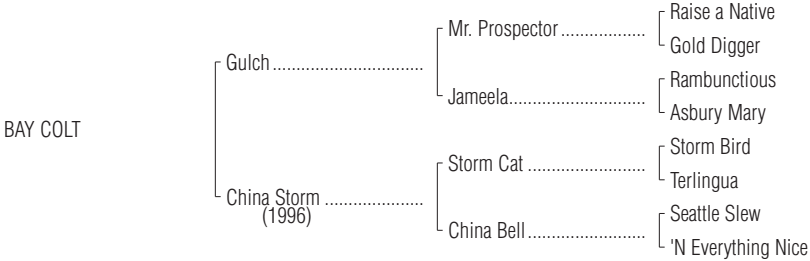 Raise a Native
Mr. Prospector ..................
Gold Digger
Gulch ................................
Rambunctious
Jameela.............................
Asbury Mary
BAY COLT
Storm Bird
Storm Cat .........................
Terlingua
China Storm .....................
(1996)
Seattle Slew
China Bell.........................
'N Everything Nice